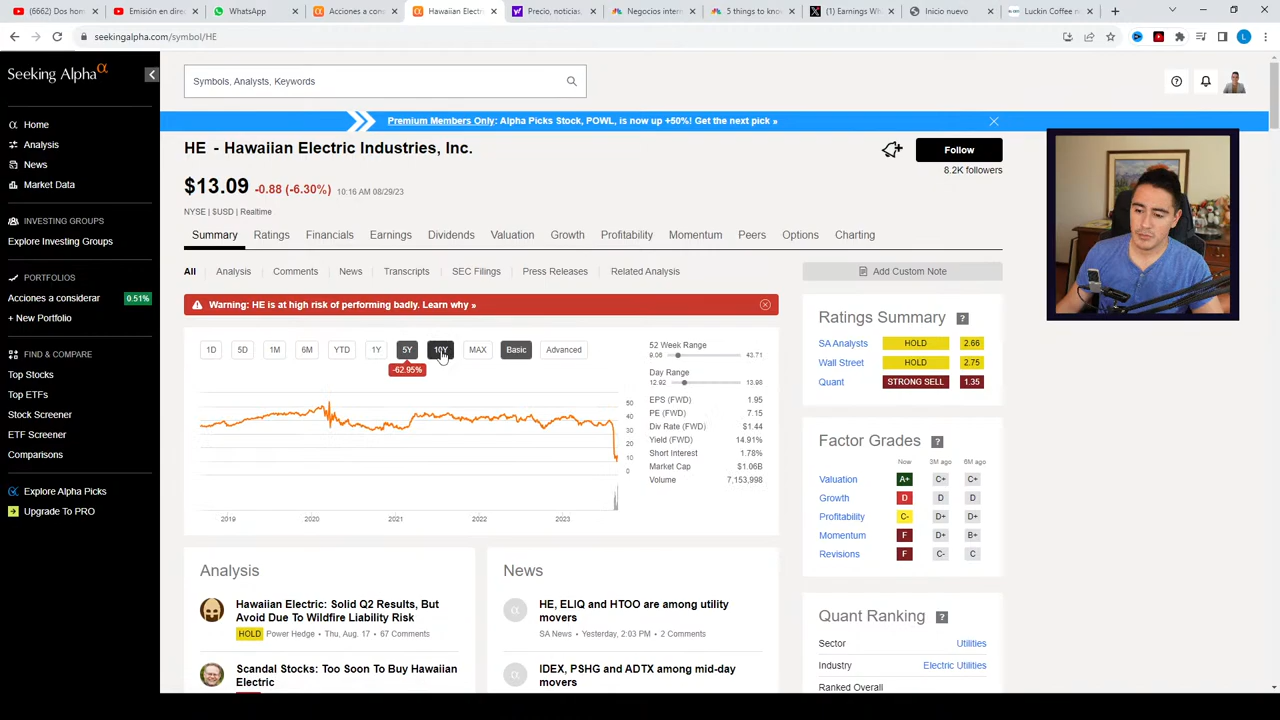 (6662) Dos hom
Emisión en direc
WhatsApp
Acciones a cons
Hawaiian Electri
Precio, noticias,
Negocios intern
5 things to know
(1) Earnings Wh
Inicio nuevo
Luckin Coffee n
seekingalpha.com/symbol/HE
L
Seeking Alpha α
Symbols, Analysts, Keywords
Premium Members Only: Alpha Picks Stock, POWL, is now up +50%! Get the next pick »
Home
Analysis
News
Market Data
INVESTING GROUPS
Explore Investing Groups
PORTFOLIOS
Acciones a considerar 0.51%
+ New Portfolio
FIND & COMPARE
Top Stocks
Top ETFs
Stock Screener
ETF Screener
Comparisons
Explore Alpha Picks
Upgrade To PRO
HE - Hawaiian Electric Industries, Inc.
Follow
8.2K followers
$13.09 -0.88 (-6.30%) 10:16 AM 08/29/23
NYSE | $USD | Realtime
Summary Ratings Financials Earnings Dividends Valuation Growth Profitability Momentum Peers Options Charting
All Analysis Comments News Transcripts SEC Filings Press Releases Related Analysis
Add Custom Note
Warning: HE is at high risk of performing badly. Learn why »
1D 5D 1M 6M YTD 1Y 5Y 10Y MAX Basic Advanced
-62.95%
50
40
30
20
10
0
2019 2020 2021 2022 2023
52 Week Range
9.06 43.71
Day Range
12.92 13.98
EPS (FWD) 1.95
PE (FWD) 7.15
Div Rate (FWD) $1.44
Yield (FWD) 14.91%
Short Interest 1.78%
Market Cap $1.06B
Volume 7,153,998
Ratings Summary ?
SA Analysts HOLD 2.66
Wall Street HOLD 2.75
Quant STRONG SELL 1.35
Factor Grades ?
Now 3M ago 6M ago
Valuation A+ C+ C+
Growth D D D
Profitability C- D+ D+
Momentum F D+ B+
Revisions F C- C
Analysis
Hawaiian Electric: Solid Q2 Results, But
Avoid Due To Wildfire Liability Risk
HOLD Power Hedge • Thu, Aug. 17 • 67 Comments
Scandal Stocks: Too Soon To Buy Hawaiian
Electric
News
HE, ELIQ and HTOO are among utility
movers
SA News • Yesterday, 2:03 PM • 2 Comments
IDEX, PSHG and ADTX among mid-day
movers
Quant Ranking ?
Sector Utilities
Industry Electric Utilities
Ranked Overall